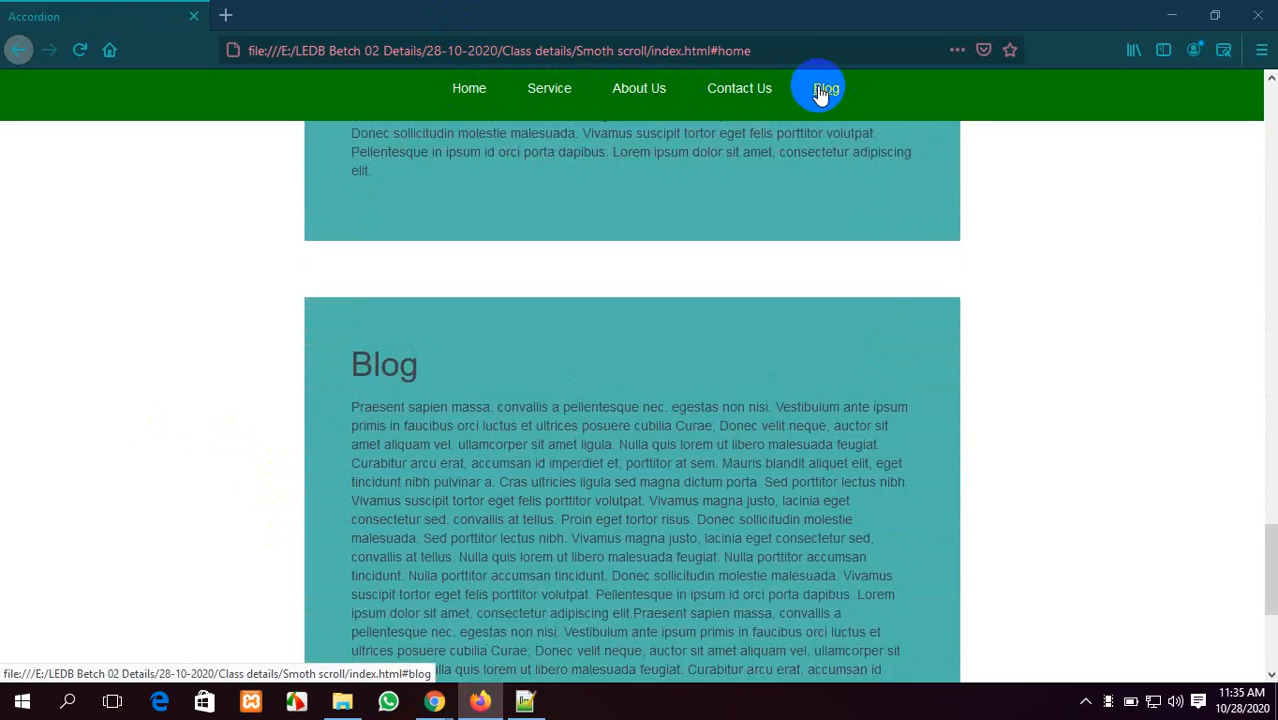 Accordion
file:///E:/LEDB Betch 02 Details/28-10-2020/Class details/Smoth scroll/index.html#home
Home Service About Us Contact Us Blog
Donec sollicitudin molestie malesuada. Vivamus suscipit tortor eget felis porttitor volutpat.
Pellentesque in ipsum id orci porta dapibus. Lorem ipsum dolor sit amet, consectetur adipiscing
elit.
Blog
Praesent sapien massa. convallis a pellentesque nec. egestas non nisi. Vestibulum ante ipsum
primis in faucibus orci luctus et ultrices posuere cubilia Curae; Donec velit neque, auctor sit
amet aliquam vel. ullamcorper sit amet ligula. Nulla quis lorem ut libero malesuada feugiat.
Curabitur arcu erat, accumsan id imperdiet et, porttitor at sem. Mauris blandit aliquet elit, eget
tincidunt nibh pulvinar a. Cras ultricies ligula sed magna dictum porta. Sed porttitor lectus nibh.
Vivamus suscipit tortor eget felis porttitor volutpat. Vivamus magna justo, lacinia eget
consectetur sed. convallis at tellus. Proin eget tortor risus. Donec sollicitudin molestie
malesuada. Sed porttitor lectus nibh. Vivamus magna justo, lacinia eget consectetur sed,
convallis at tellus. Nulla quis lorem ut libero malesuada feugiat. Nulla porttitor accumsan
tincidunt. Nulla porttitor accumsan tincidunt. Donec sollicitudin molestie malesuada. Vivamus
suscipit tortor eget felis porttitor volutpat. Pellentesque in ipsum id orci porta dapibus. Lorem
ipsum dolor sit amet, consectetur adipiscing elit.Praesent sapien massa, convallis a
pellentesque nec, egestas non nisi. Vestibulum ante ipsum primis in faucibus orci luctus et
ultrices posuere cubilia Curae; Donec velit neque, auctor sit amet aliquam vel, ullamcorper sit
quis lorem ut libero malesuada feugiat. Curabitur arcu erat, accumsan id
file:///E:/LEDB Betch 02 Details/28-10-2020/Class details/Smoth scroll/index.html#blog
11:35 AM
10/28/2020